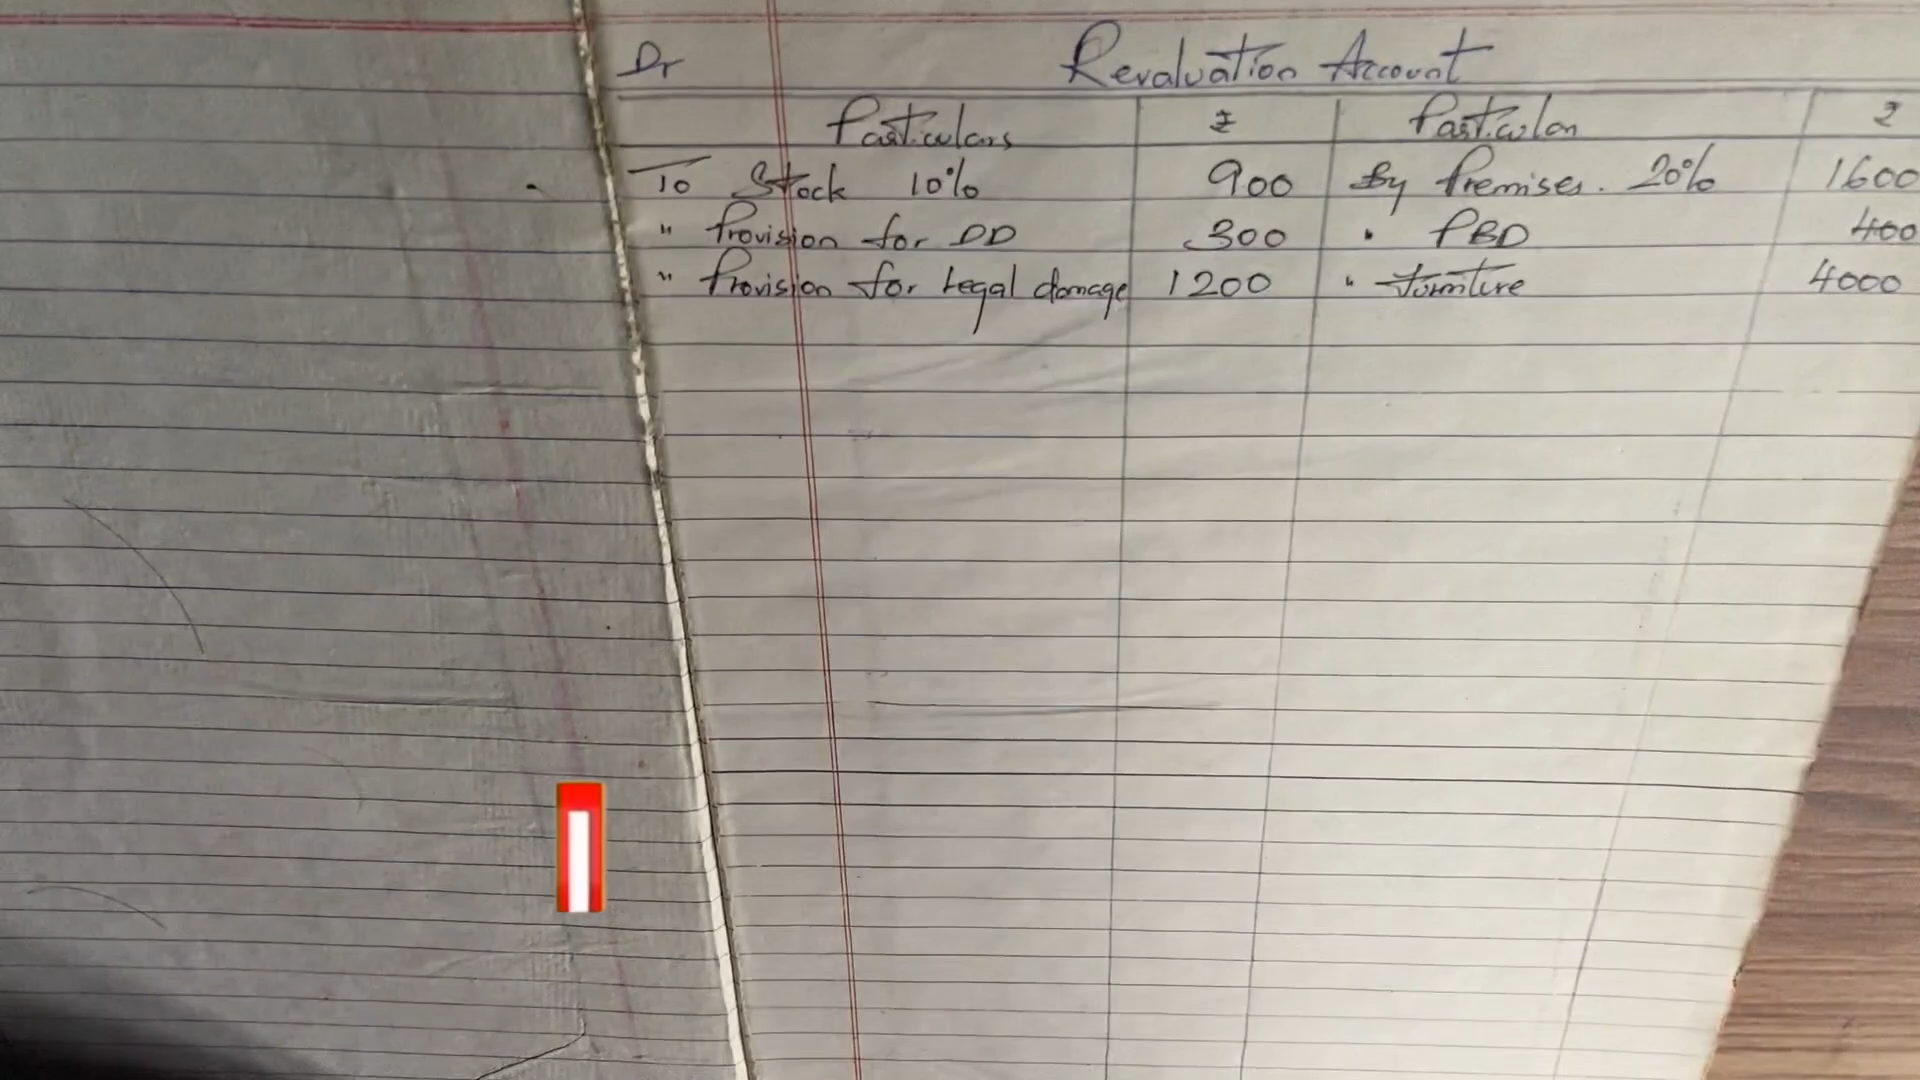 Dr Revaluation Account
Particulars ₹ Particulars ₹
To Stock 10% 900 By Premises. 20% 1600
" Provision for DD 300 " PBD 400
" Provision for Legal damage 1200 " Furniture 4000